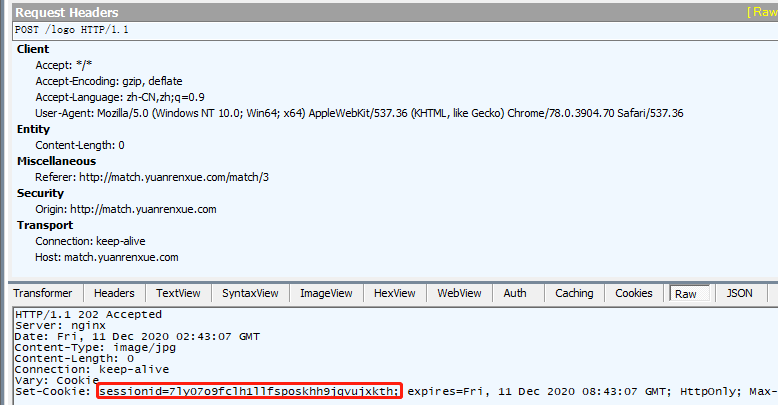 Request Headers
[ Raw
POST /logo HTTP/1.1
Client
Accept: */*
Accept-Encoding: gzip, deflate
Accept-Language: zh-CN,zh;q=0.9
User-Agent: Mozilla/5.0 (Windows NT 10.0; Win64; x64) AppleWebKit/537.36 (KHTML, like Gecko) Chrome/78.0.3904.70 Safari/537.36
Entity
Content-Length: 0
Miscellaneous
Referer: http://match.yuanrenxue.com/match/3
Security
Origin: http://match.yuanrenxue.com
Transport
Connection: keep-alive
Host: match.yuanrenxue.com
Transformer Headers TextView SyntaxView ImageView HexView WebView Auth Caching Cookies Raw JSON
HTTP/1.1 202 Accepted
Server: nginx
Date: Fri, 11 Dec 2020 02:43:07 GMT
Content-Type: image/jpg
Content-Length: 0
Connection: keep-alive
Vary: Cookie
Set-Cookie: sessionid=7ly07o9fclh1llfsposkhh9jqvujxkth; expires=Fri, 11 Dec 2020 08:43:07 GMT; HttpOnly; Max-